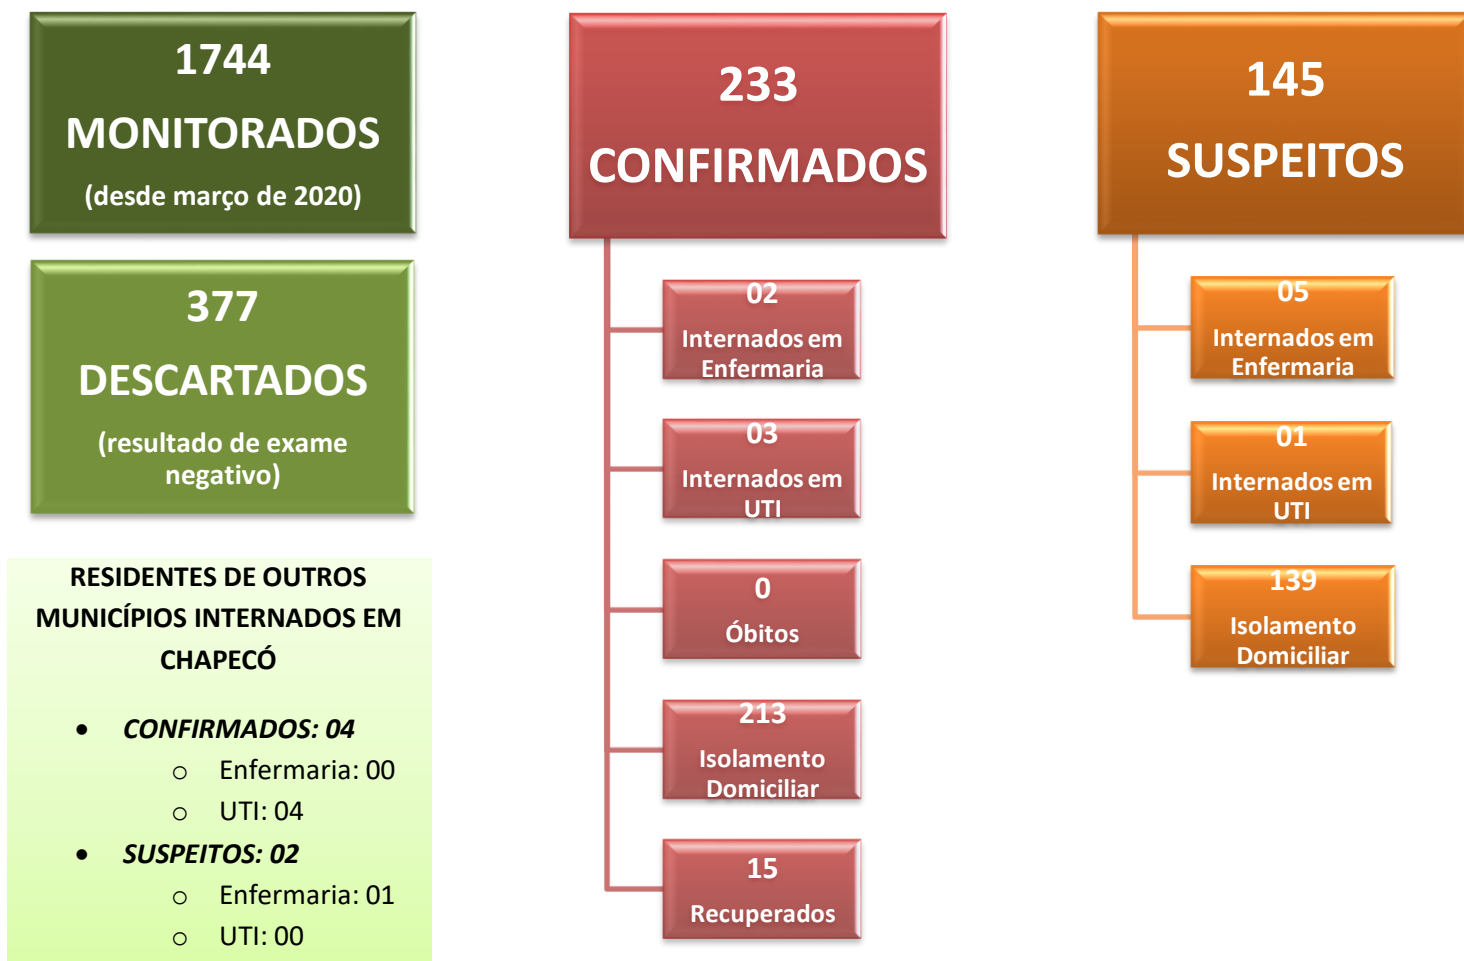 1744
MONITORADOS
(desde março de 2020)
377
DESCARTADOS
(resultado de exame
negativo)
RESIDENTES DE OUTROS
MUNICÍPIOS INTERNADOS EM
CHAPECÓ
• CONFIRMADOS: 04
o Enfermaria: 00
o UTI: 04
• SUSPEITOS: 02
o Enfermaria: 01
o UTI: 00
233
CONFIRMADOS
02
Internados em
Enfermaria
03
Internados em
UTI
0
Óbitos
213
Isolamento
Domiciliar
15
Recuperados
145
SUSPEITOS
05
Internados em
Enfermaria
01
Internados em
UTI
139
Isolamento
Domiciliar